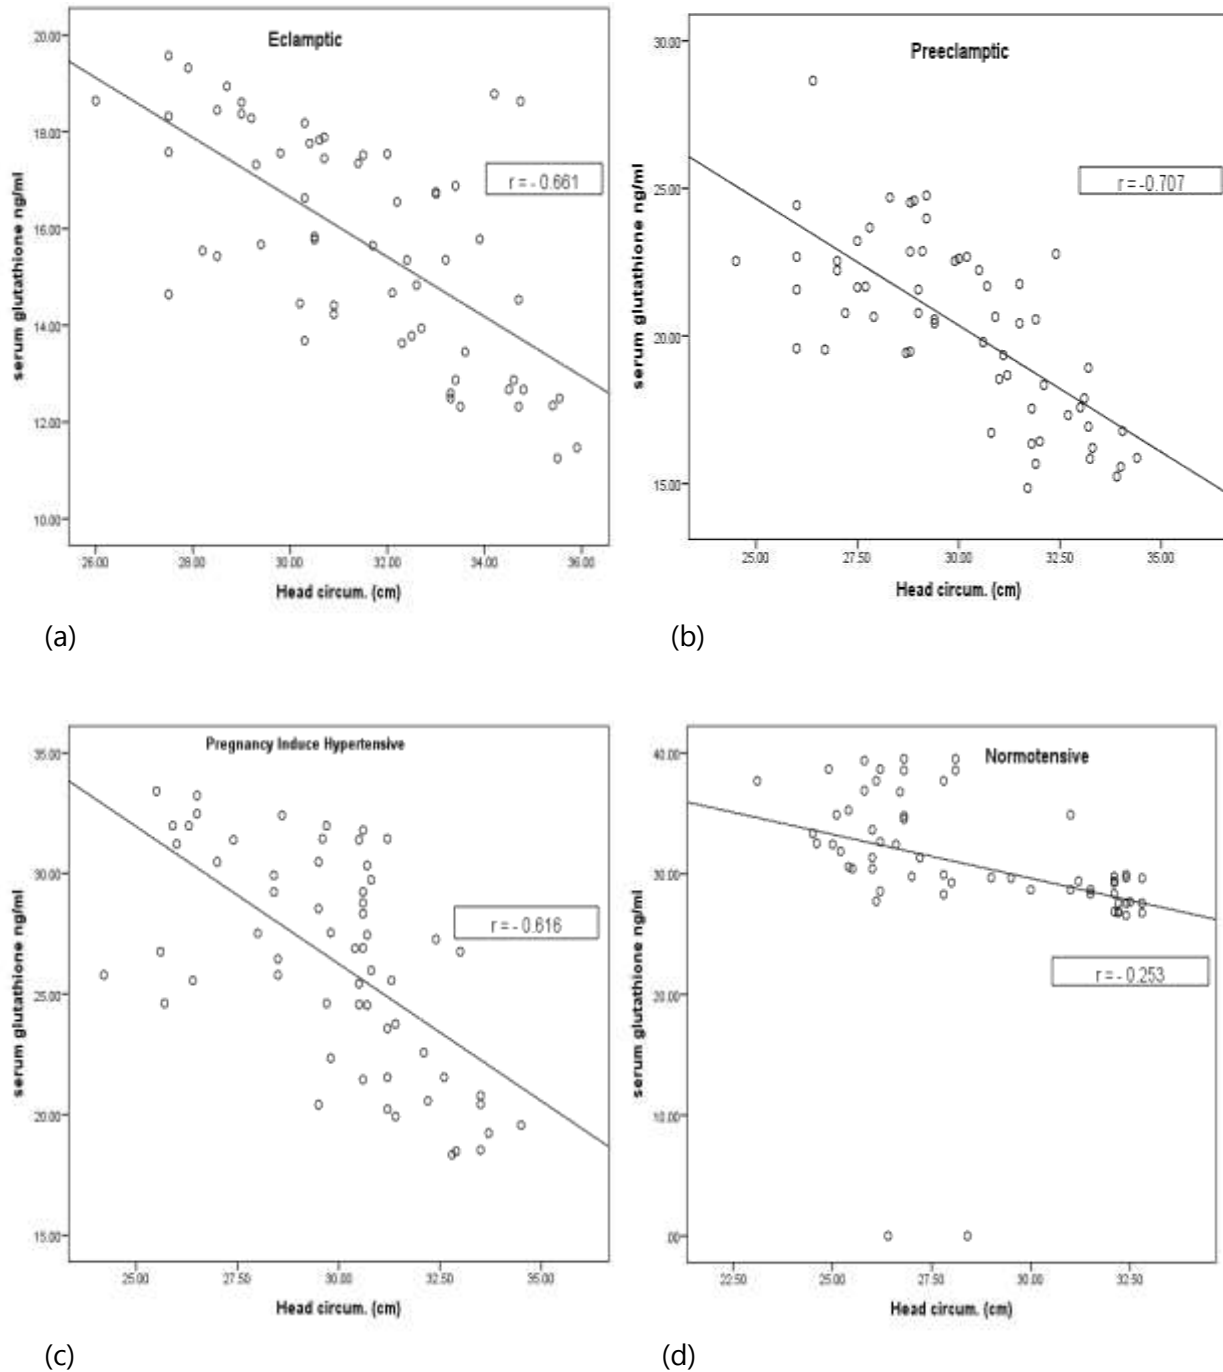 Eclamptic
20.00
18.00
16.00
14.00
12.00
10.00
serum glutathione ng/ml
r = - 0.661
26.00 28.00 30.00 32.00 34.00 36.00
Head circum. (cm)
(a)
Preeclamptic
30.00
25.00
20.00
15.00
serum glutathione ng/ml
r = -0.707
25.00 27.50 30.00 32.50 35.00
Head circum. (cm)
(b)
Pregnancy Induce Hypertensive
35.00
30.00
25.00
20.00
15.00
serum glutathione ng/ml
r = - 0.616
25.00 27.50 30.00 32.50 35.00
Head circum. (cm)
(c)
Normotensive
40.00
30.00
20.00
10.00
.00
serum glutathione ng/ml
r = - 0.253
22.50 25.00 27.50 30.00 32.50
Head circum. (cm)
(d)